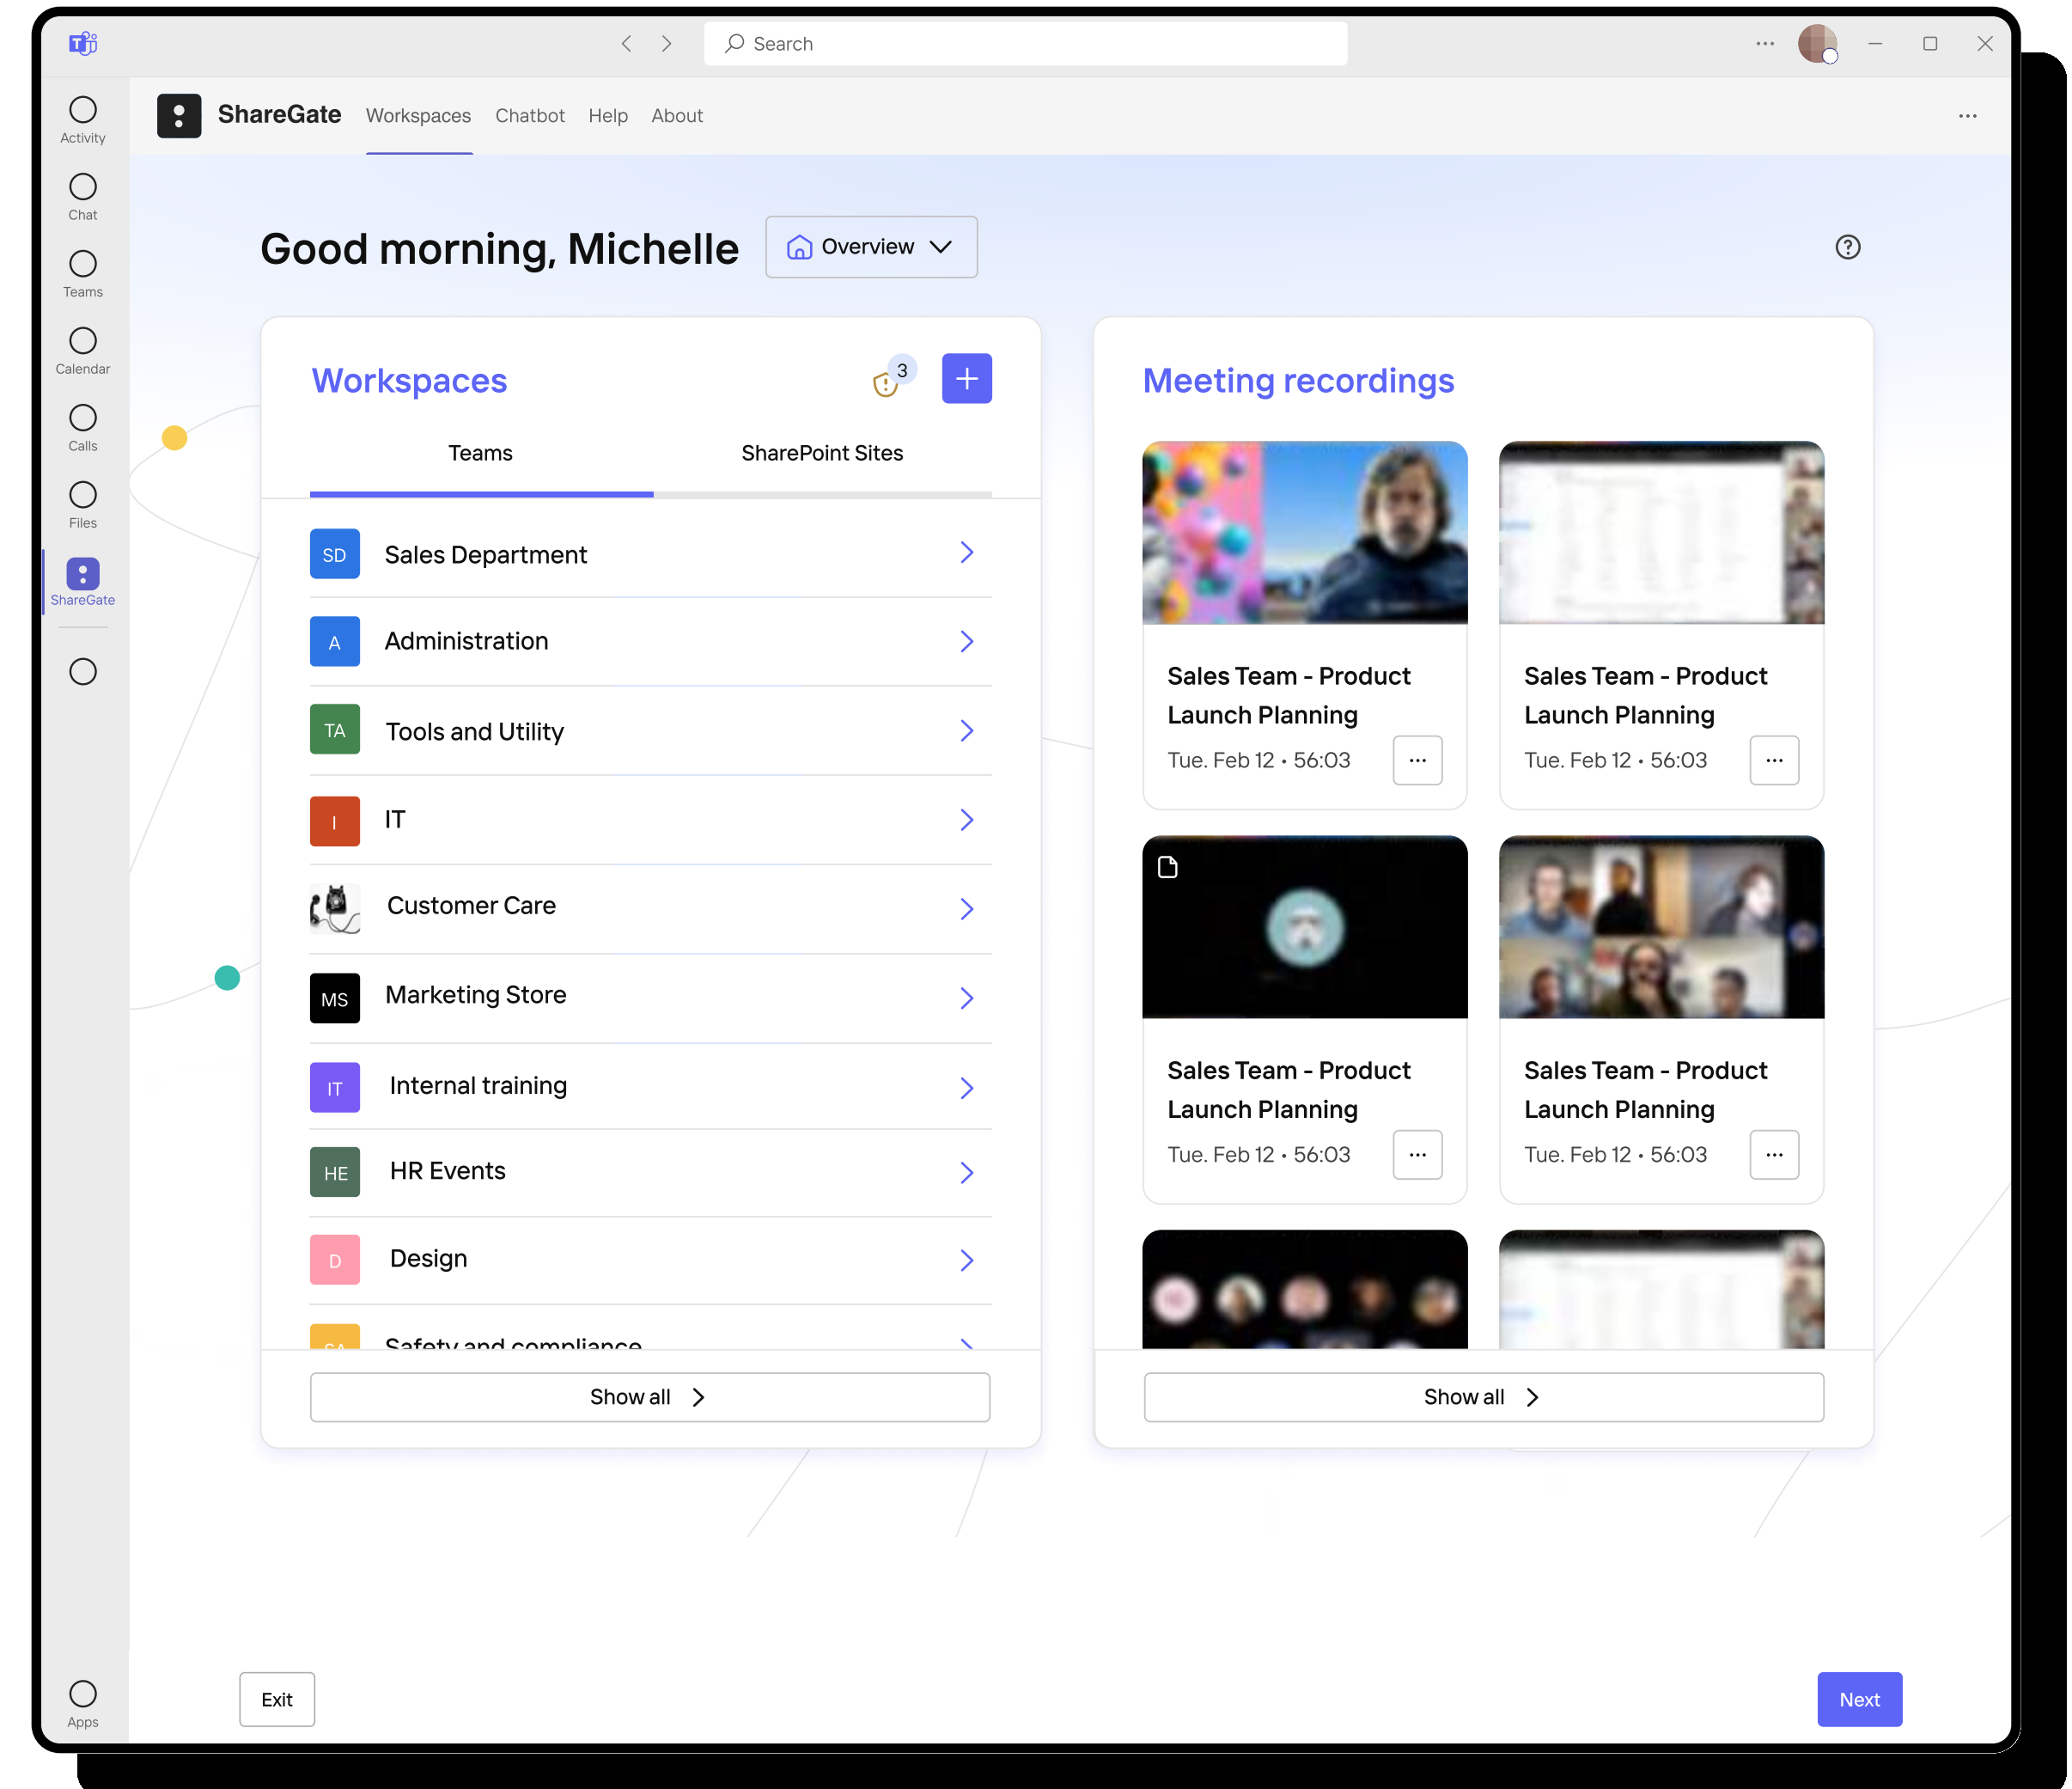 Search
Activity
Chat
Teams
Calendar
Calls
Files
ShareGate
Apps
ShareGate
Workspaces
Chatbot
Help
About
Good morning, Michelle
Overview
Workspaces
3
Teams
SharePoint Sites
SD
Sales Department
A
Administration
TA
Tools and Utility
I
IT
Customer Care
MS
Marketing Store
IT
Internal training
HE
HR Events
D
Design
SA
Safety and compliance
Show all
Meeting recordings
Sales Team - Product
Launch Planning
Tue. Feb 12 • 56:03
Sales Team - Product
Launch Planning
Tue. Feb 12 • 56:03
Sales Team - Product
Launch Planning
Tue. Feb 12 • 56:03
Sales Team - Product
Launch Planning
Tue. Feb 12 • 56:03
Show all
Exit
Next